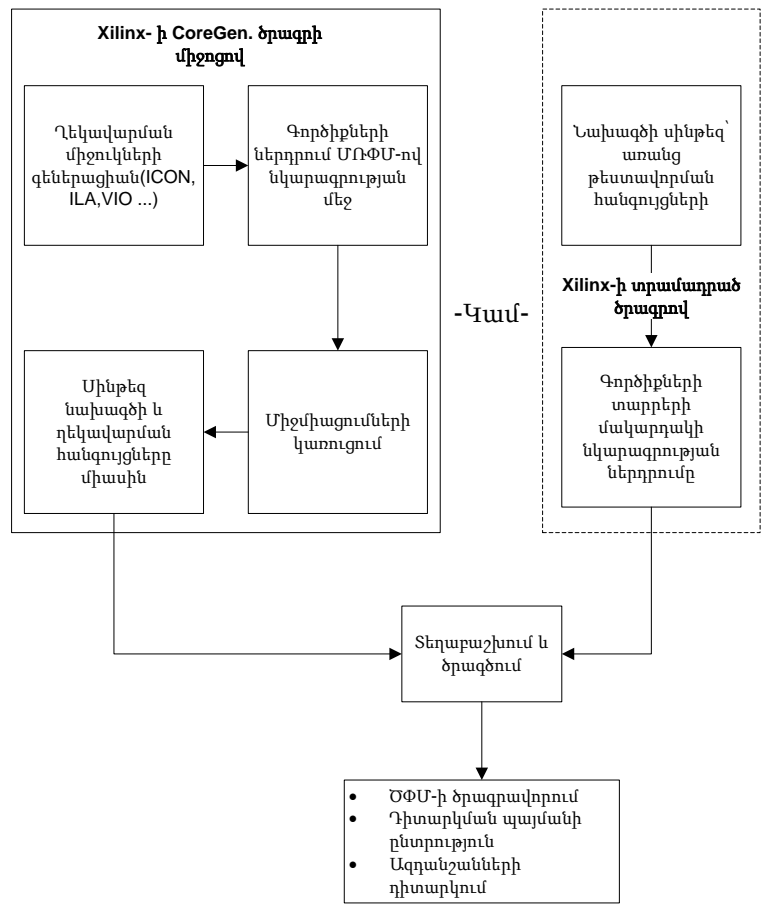 Xilinx- ի CoreGen. ծրագրի
միջոցով
Ղեկավարման
միջուկների
գեներացիան(ICON,
ILA,VIO ...)
Գործիքների
ներդրում ՄՌՓՄ-ով
նկարագրության
մեջ
Սինթեզ
նախագծի և
ղեկավարման
հանգույցները
միասին
Միջմիացումների
կառուցում
-Կամ-
Նախագծի սինթեզ՝
առանց
թեստավորման
հանգույցների
Xilinx-ի տրամադրած
ծրագրով
Գործիքների
տարրերի
մակարդակի
նկարագրության
ներդրումը
Տեղաբաշխում և
ծրագծում
• ԾՓՄ-ի ծրագրավորում
• Դիտարկման պայմանի
ընտրություն
• Ազդանշանների
դիտարկում